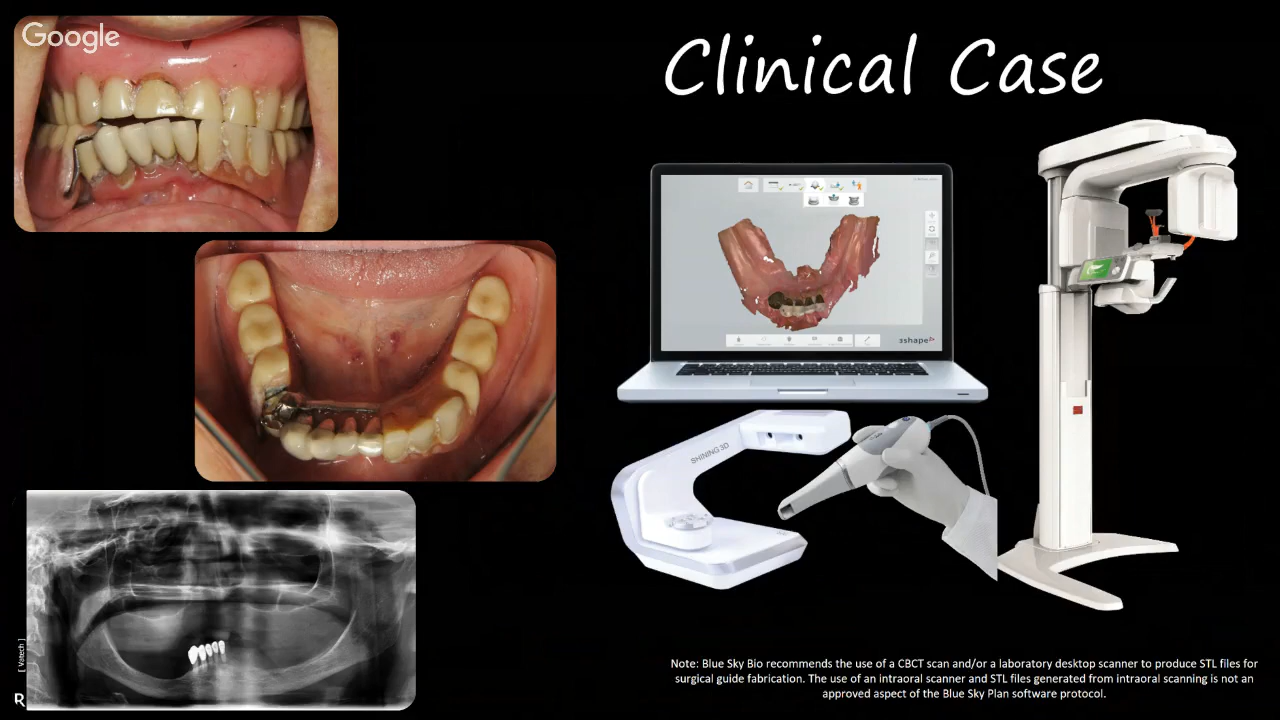 Google
Clinical Case
3shape
SHINING 3D
[ Vatech ]
R
Note: Blue Sky Bio recommends the use of a CBCT scan and/or a laboratory desktop scanner to produce STL files for
surgical guide fabrication. The use of an intraoral scanner and STL files generated from intraoral scanning is not an
approved aspect of the Blue Sky Plan software protocol.